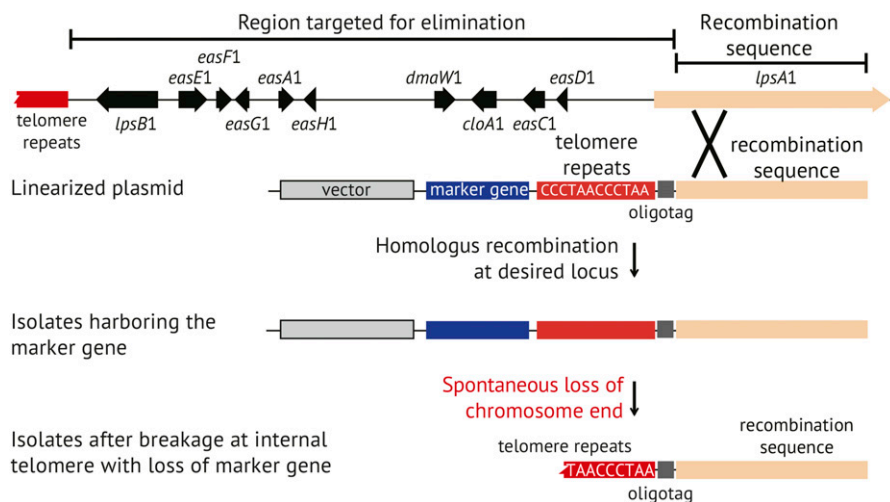 Region targeted for elimination
Recombination
sequence
easF1
easE1
easA1
dmaW1
easD1
lpsA1
telomere
repeats
lpsB1
easG1
easH1
cloA1
easC1
telomere
repeats
recombination
sequence
Linearized plasmid
vector
marker gene
CCCTAACCCTAA
oligotag
Homologus recombination
at desired locus
Isolates harboring the
marker gene
Spontaneous loss of
chromosome end
Isolates after breakage at internal
telomere with loss of marker gene
telomere repeats
recombination
sequence
TAACCCTAA
oligotag